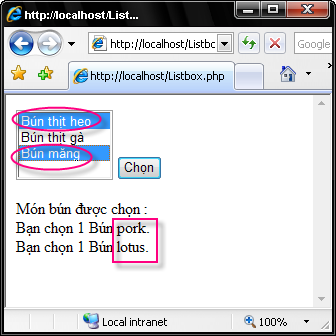 http://localhost/List...
http://localhost/Listbc
Google
http://localhost/Listbox.php
Bún thịt heo
Bún thịt gà
Bún măng
Chọn
Món bún được chọn :
Bạn chọn 1 Bún pork.
Bạn chọn 1 Bún lotus.
Local intranet
100%